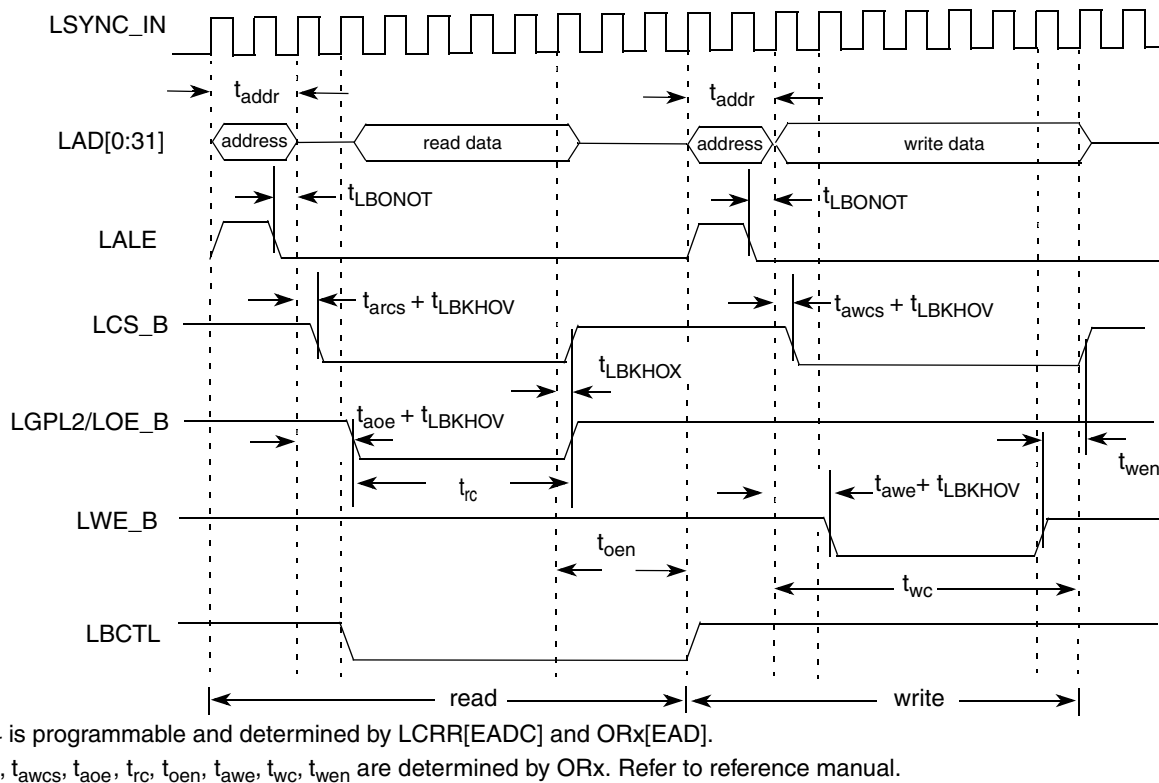 LSYNC_IN
t_addr t_addr
LAD[0:31] address read data address write data
t_LBONOT t_LBONOT
LALE
t_arcs + t_LBKHOV t_awcs + t_LBKHOV
LCS_B
t_LBKHOX
LGPL2/LOE_B t_aoe + t_LBKHOV
t_wen
t_rc t_awe+ t_LBKHOV
LWE_B
t_oen
t_wc
LBCTL
read write
is programmable and determined by LCRR[EADC] and ORx[EAD].
, t_awcs, t_aoe, t_rc, t_oen, t_awe, t_wc, t_wen are determined by ORx. Refer to reference manual.